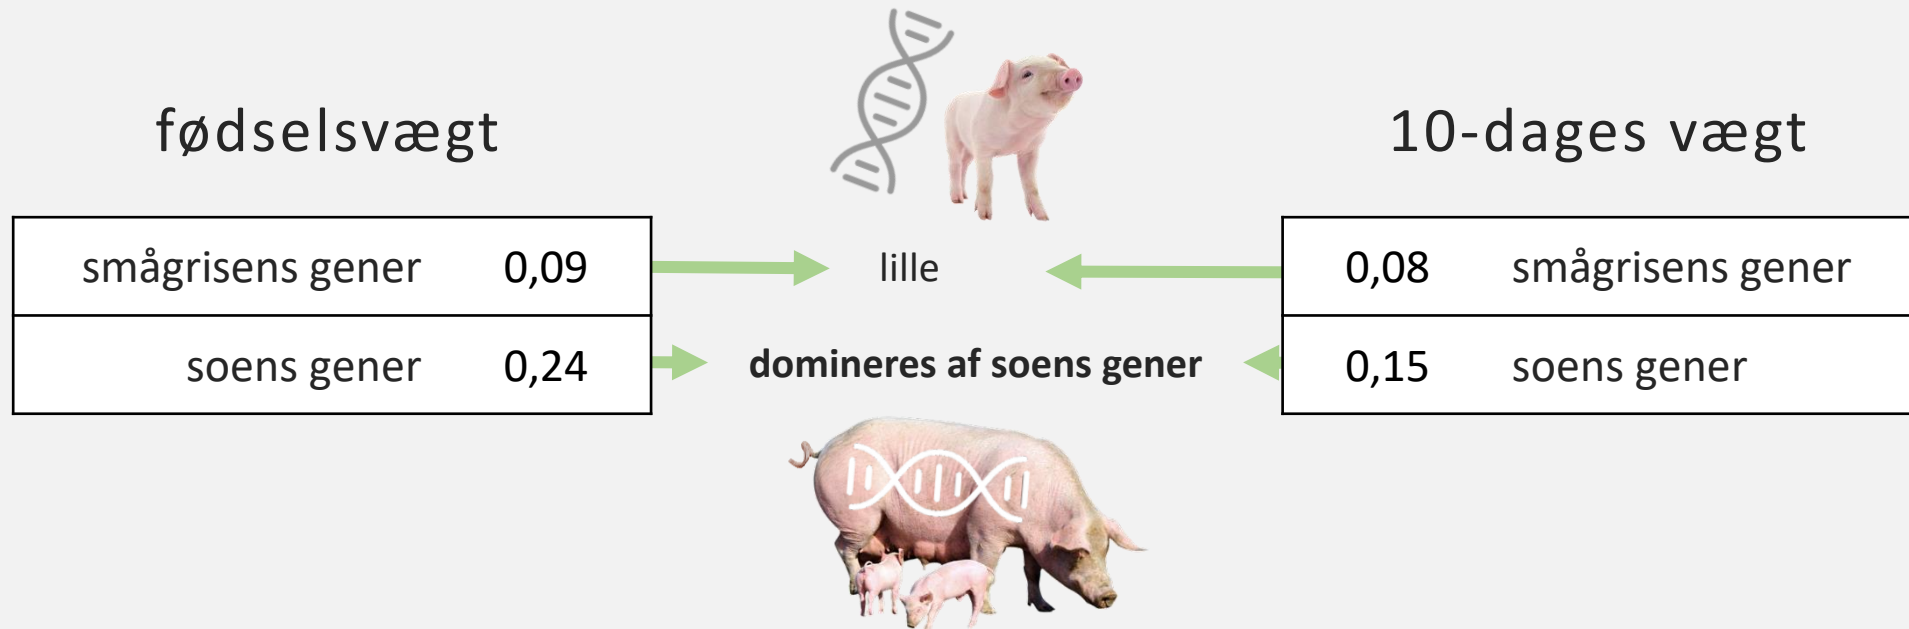 fødselsvægt
10-dages vægt
smågrisens gener 0,09
lille
0,08 smågrisens gener
soens gener 0,24
domineres af soens gener
0,15 soens gener